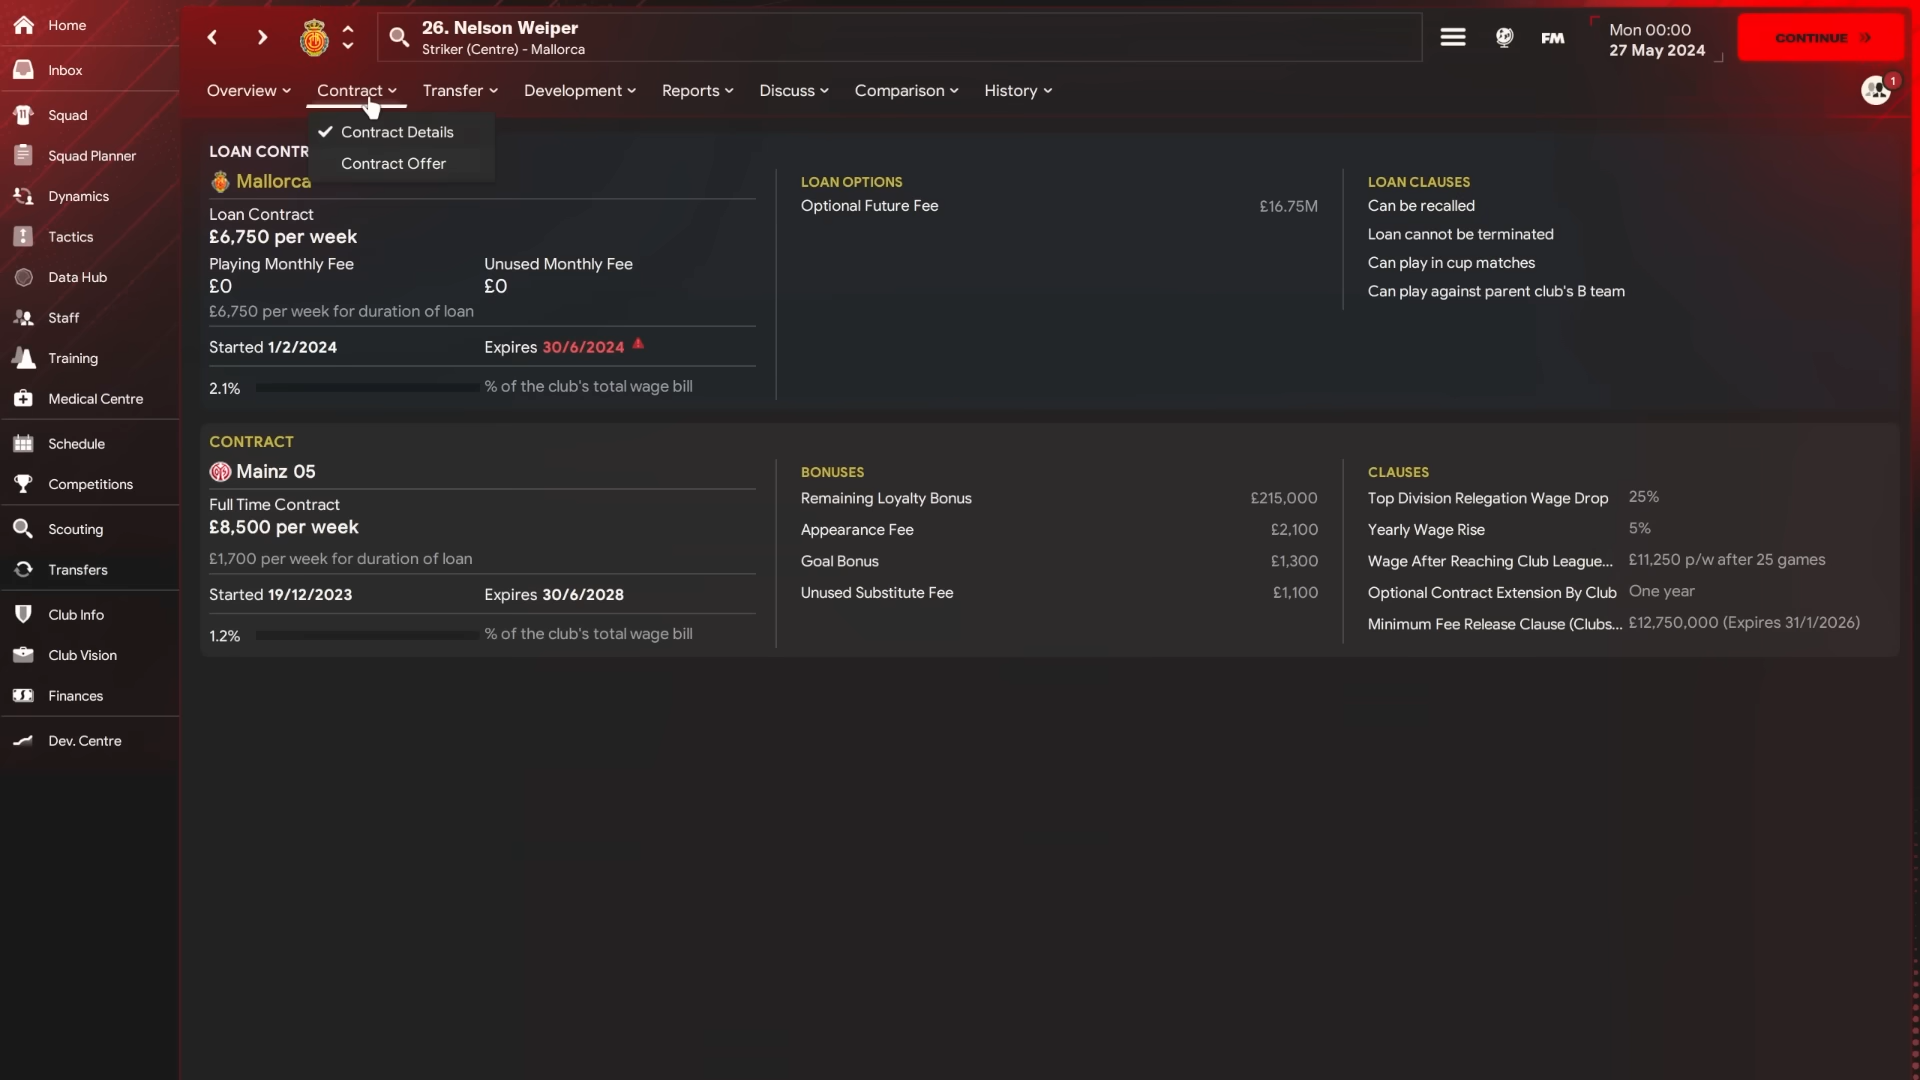 Home
Inbox
Squad
Squad Planner
Dynamics
Tactics
Data Hub
Staff
Training
Medical Centre
Schedule
Competitions
Scouting
Transfers
Club Info
Club Vision
Finances
Dev. Centre
26. Nelson Weiper
Striker (Centre) - Mallorca
FM
Mon 00:00
27 May 2024
CONTINUE
1
Overview Contract Transfer Development Reports Discuss Comparison History
Contract Details
Contract Offer
LOAN CONTR
Mallorca
Loan Contract
£6,750 per week
Playing Monthly Fee Unused Monthly Fee
£0 £0
£6,750 per week for duration of loan
Started 1/2/2024 Expires 30/6/2024
2.1% % of the club's total wage bill
LOAN OPTIONS
Optional Future Fee £16.75M
LOAN CLAUSES
Can be recalled
Loan cannot be terminated
Can play in cup matches
Can play against parent club's B team
CONTRACT
Mainz 05
Full Time Contract
£8,500 per week
£1,700 per week for duration of loan
Started 19/12/2023 Expires 30/6/2028
1.2% % of the club's total wage bill
BONUSES
Remaining Loyalty Bonus £215,000
Appearance Fee £2,100
Goal Bonus £1,300
Unused Substitute Fee £1,100
CLAUSES
Top Division Relegation Wage Drop 25%
Yearly Wage Rise 5%
Wage After Reaching Club League... £11,250 p/w after 25 games
Optional Contract Extension By Club One year
Minimum Fee Release Clause (Clubs... £12,750,000 (Expires 31/1/2026)